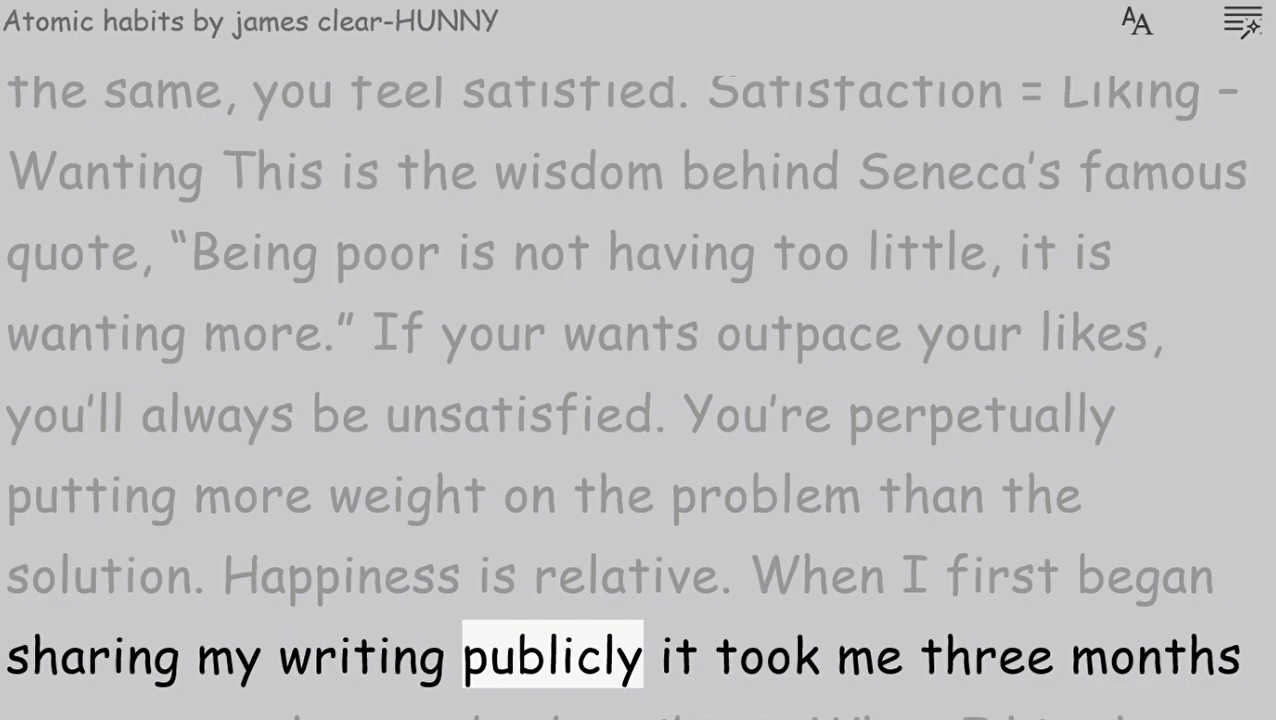 Atomic habits by james clear-HUNNY
the same, you feel satisfied. Satisfaction = Liking –
Wanting This is the wisdom behind Seneca’s famous
quote, “Being poor is not having too little, it is
wanting more.” If your wants outpace your likes,
you’ll always be unsatisfied. You’re perpetually
putting more weight on the problem than the
solution. Happiness is relative. When I first began
sharing my writing publicly it took me three months